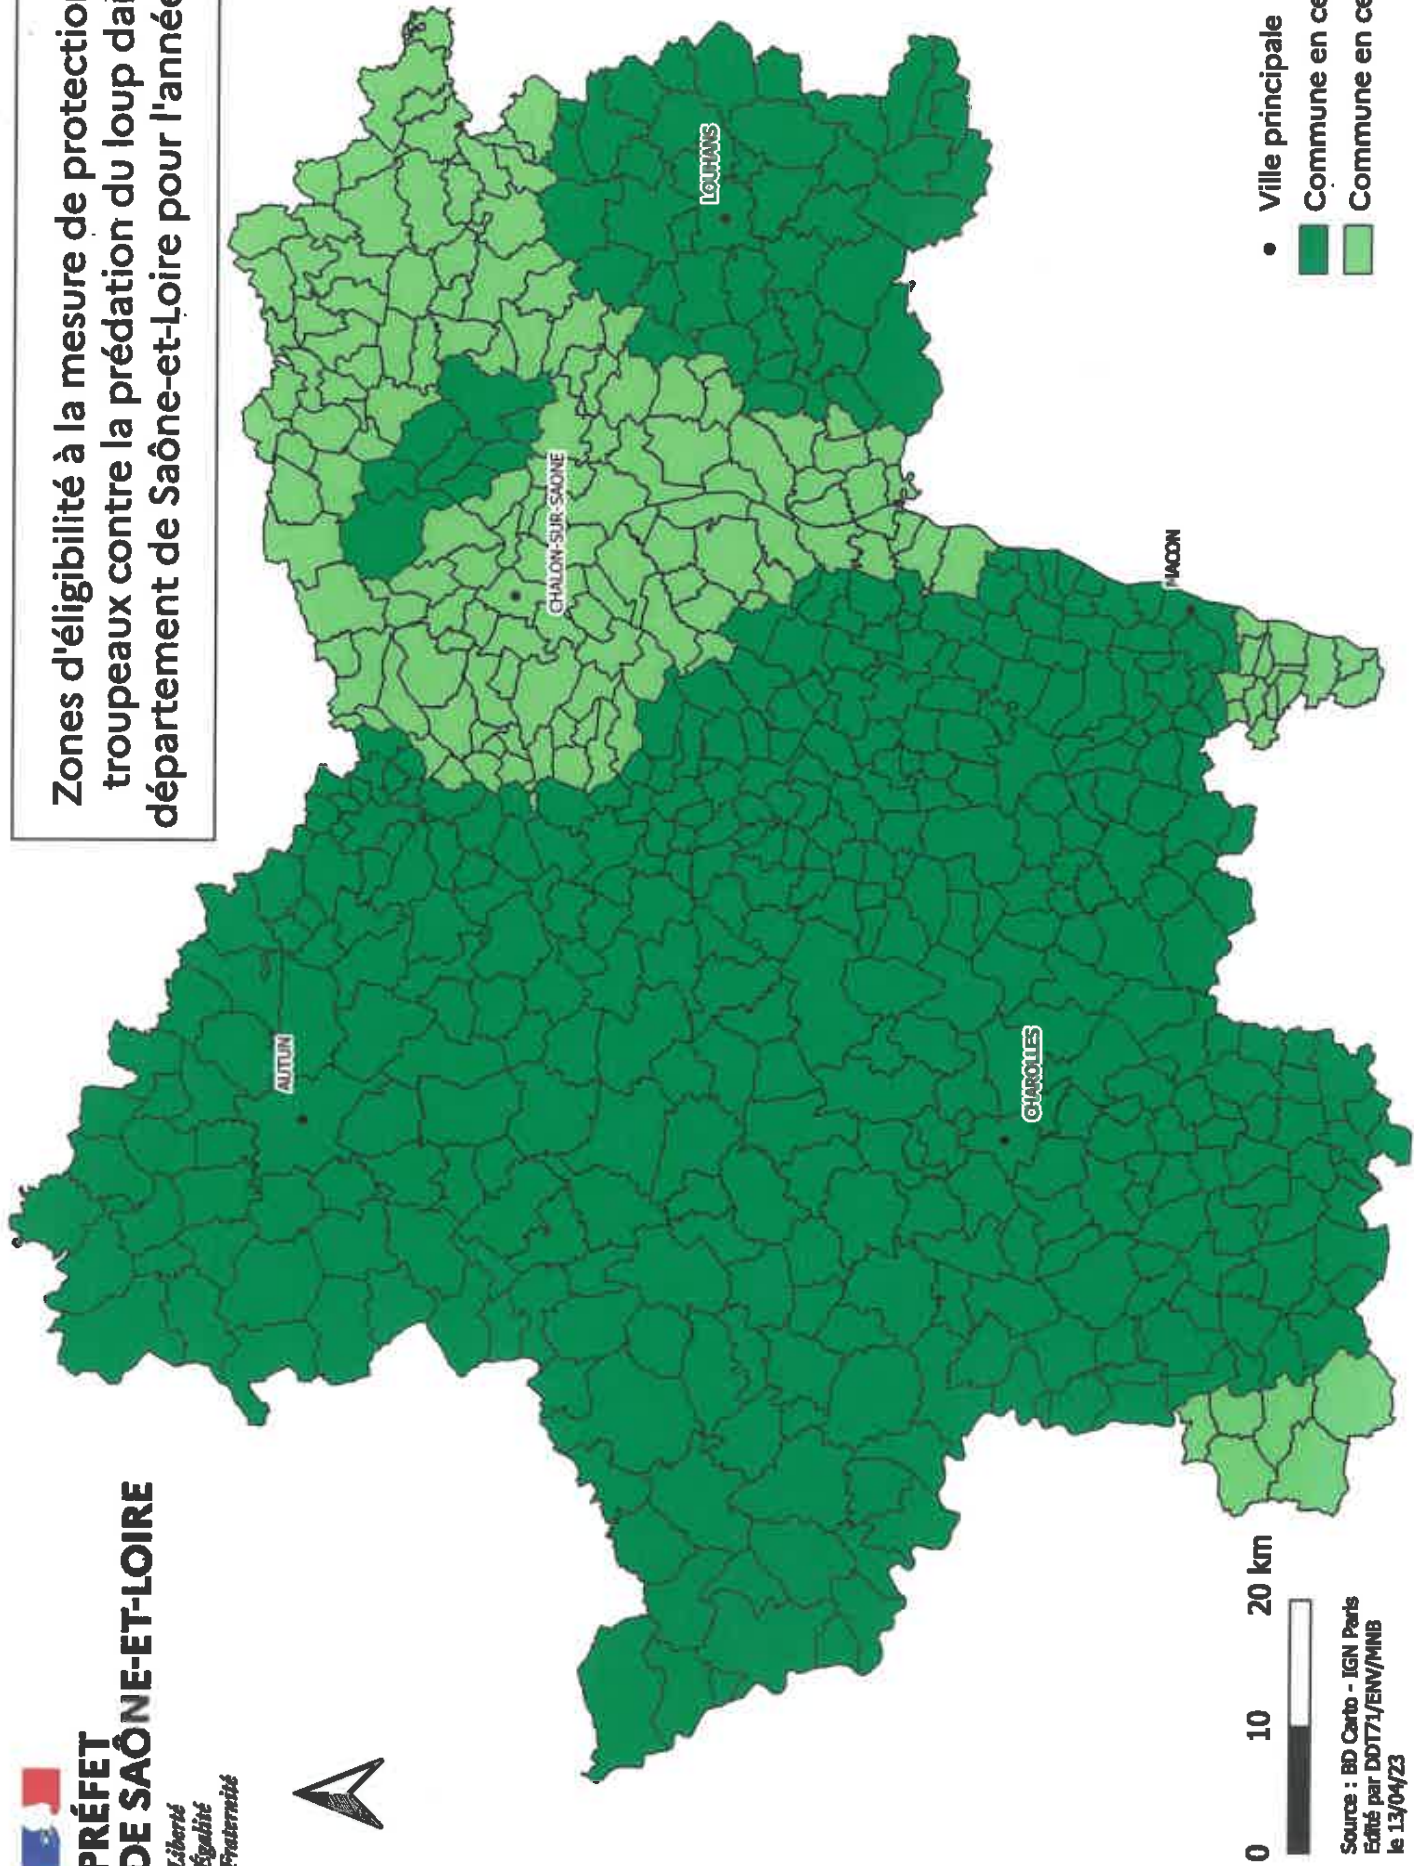 PRÉFET
DE SAÔNE-ET-LOIRE
Liberté
Égalité
Fraternité
Zones d'éligibilité à la mesure de protection
troupeaux contre la prédation du loup dan
département de Saône-et-Loire pour l'année
AUTUN
CHALON-SUR-SAONE
LOUHANS
CHAROLLES
MACON
0 10 20 km
Source : BD Carto - IGN Paris
Edité par DDT71/ENV/MNB
le 13/04/23
Ville principale
Commune en ce
Commune en ce